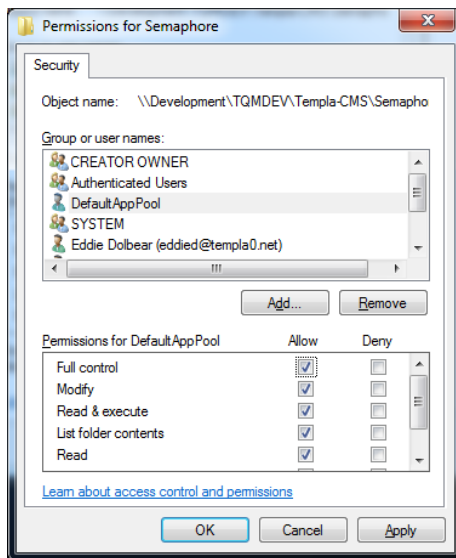 Permissions for Semaphore
Security
Object name: \\Development\TQMDEV\Templa-CMS\Semapho
Group or user names:
CREATOR OWNER
Authenticated Users
DefaultAppPool
SYSTEM
Eddie Dolbear (eddied@templa0.net)
Add... Remove
Permissions for DefaultAppPool Allow Deny
Full control
Modify
Read & execute
List folder contents
Read
Learn about access control and permissions
OK Cancel Apply